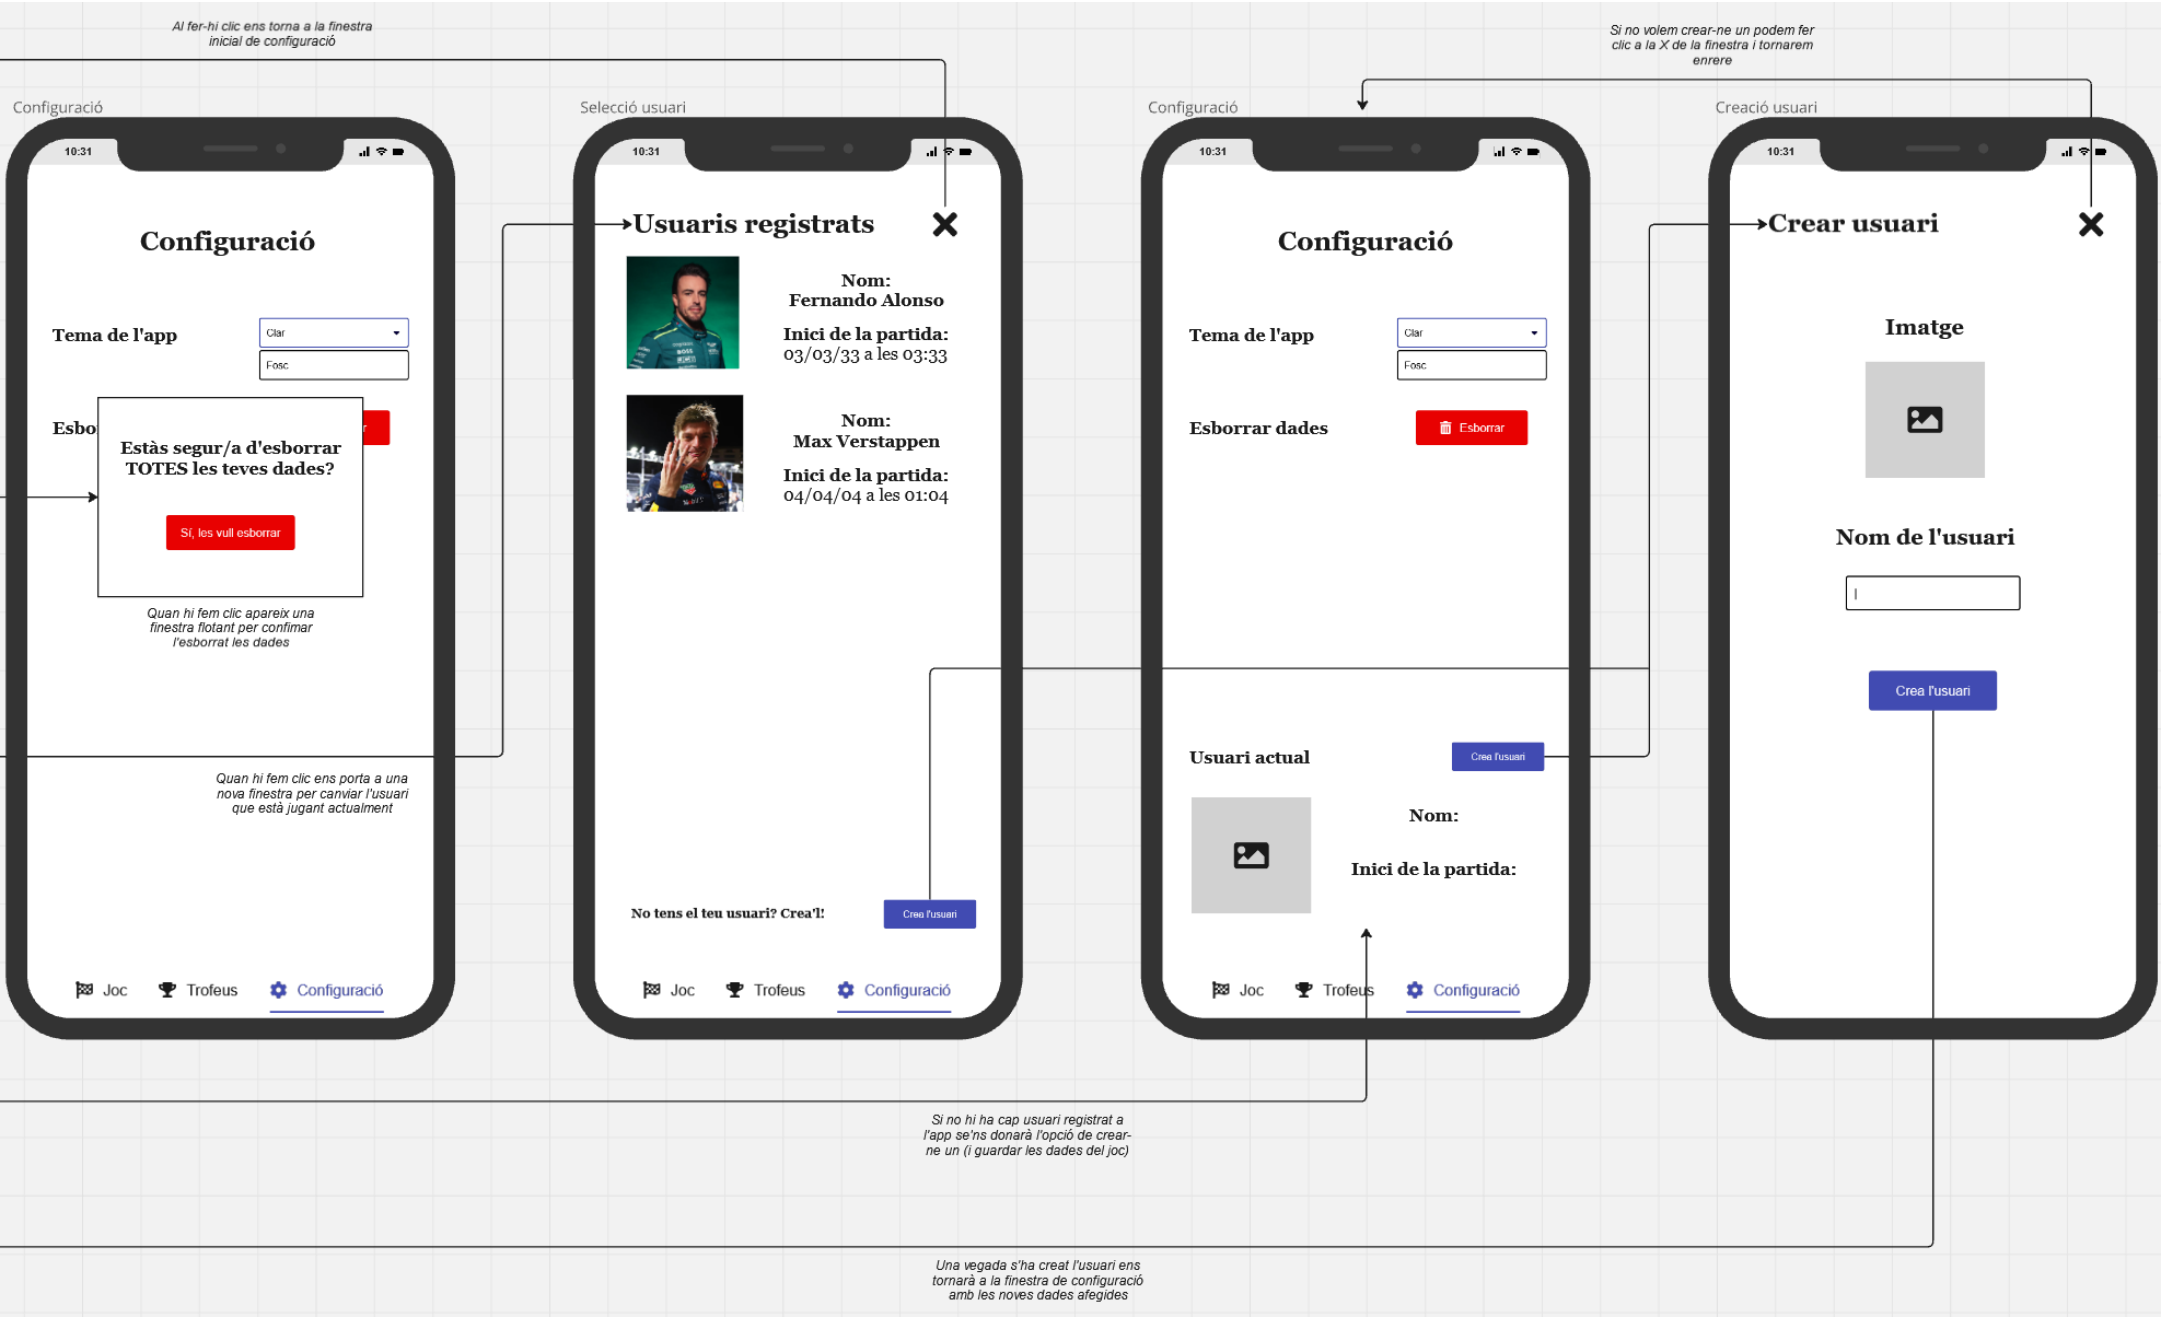 Al fer-hi clic ens torna a la finestra
inicial de configuració
Si no volem crear-ne un podem fer
clic a la X de la finestra i tornarem
enrere
Configuració
10:31
Configuració
Tema de l'app
Clar
Fosc
Esbo
r
Estàs segur/a d'esborrar
TOTES les teves dades?
Sí, les vull esborrar
Quan hi fem clic apareix una
finestra flotant per confimar
l'esborrat les dades
Quan hi fem clic ens porta a una
nova finestra per canviar l'usuari
que està jugant actualment
Joc
Trofeus
Configuració
Selecció usuari
10:31
Usuaris registrats
Nom:
Fernando Alonso
Inici de la partida:
03/03/33 a les 03:33
Nom:
Max Verstappen
Inici de la partida:
04/04/04 a les 01:04
No tens el teu usuari? Crea'l!
Crea l'usuari
Joc
Trofeus
Configuració
Configuració
10:31
Configuració
Tema de l'app
Clar
Fosc
Esborrar dades
Esborrar
Usuari actual
Crea l'usuari
Nom:
Inici de la partida:
Joc
Trofeus
Configuració
Creació usuari
10:31
Crear usuari
Imatge
Nom de l'usuari
Crea l'usuari
Si no hi ha cap usuari registrat a
l'app se'ns donarà l'opció de crear-
ne un (i guardar les dades del joc)
Una vegada s'ha creat l'usuari ens
tornarà a la finestra de configuració
amb les noves dades afegides